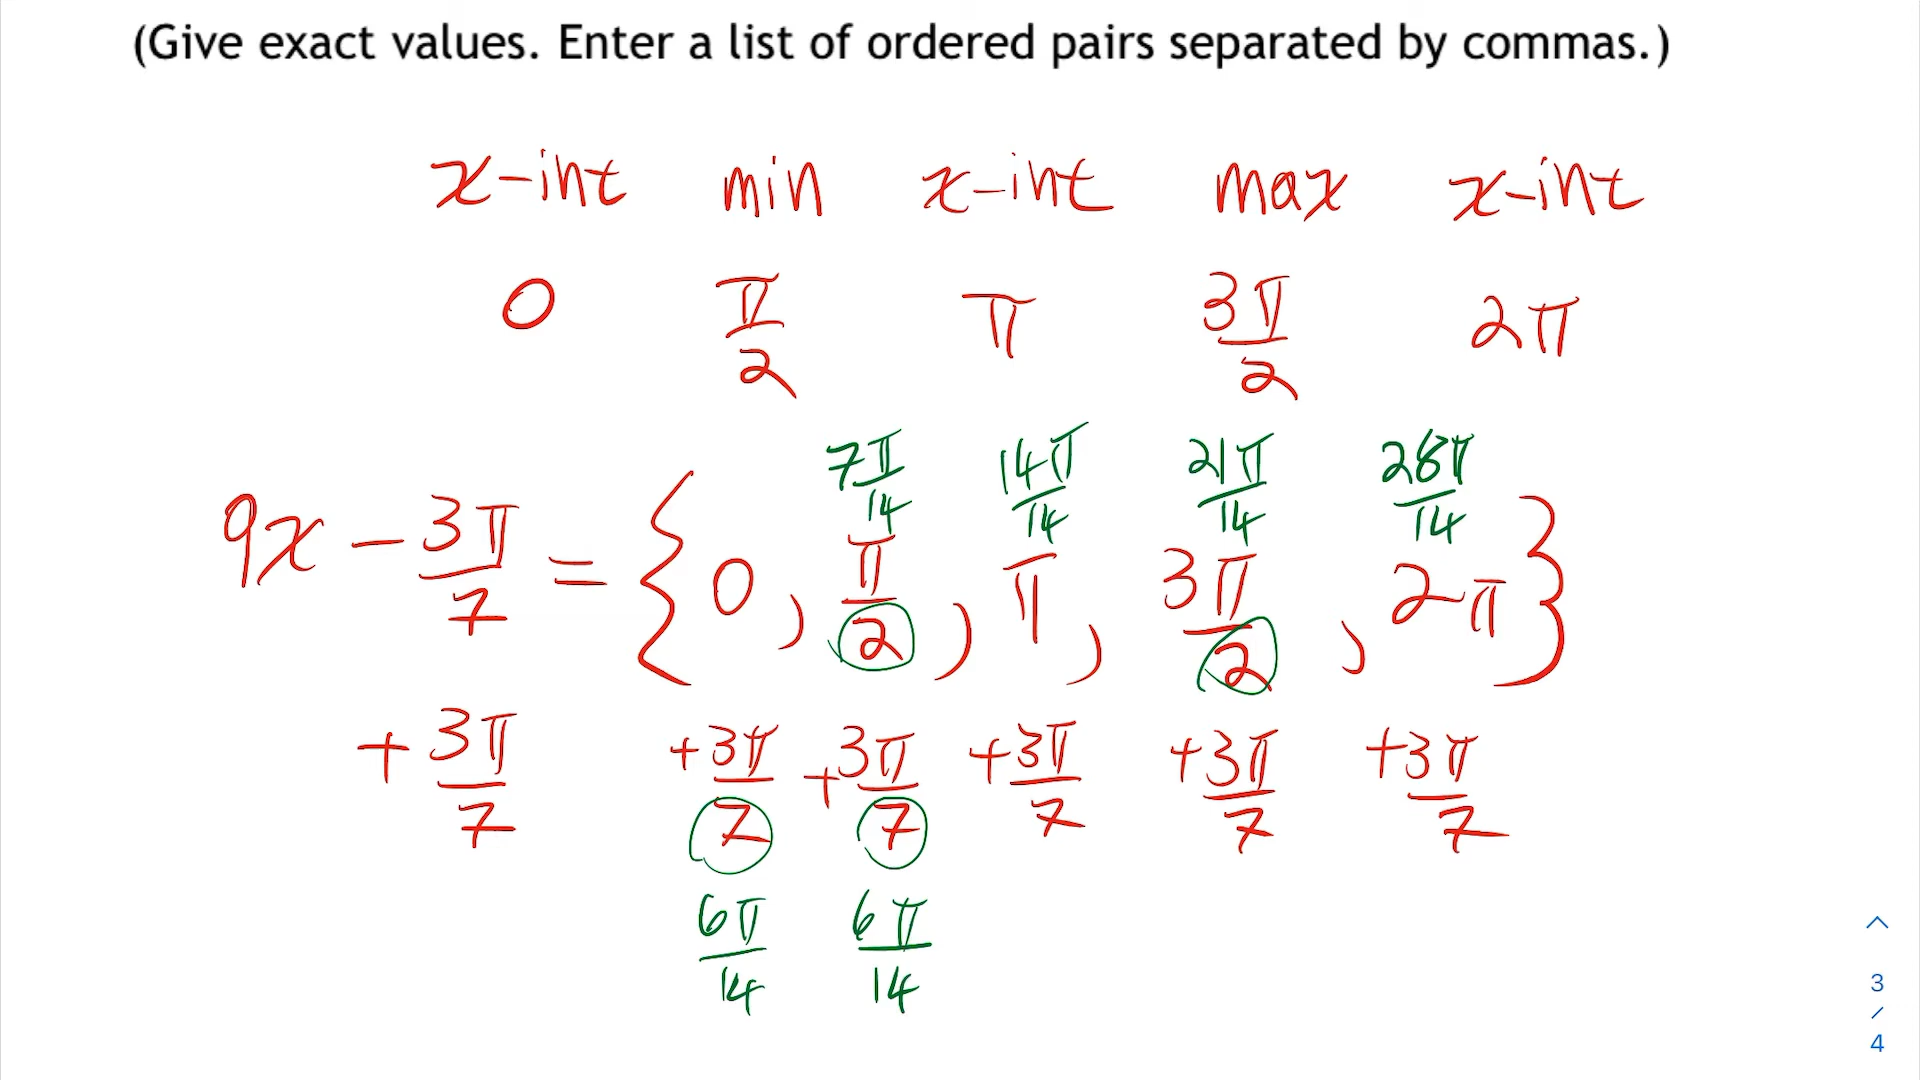 (Give exact values. Enter a list of ordered pairs separated by commas.)
x-int min x-int max x-int
0 π/2 π 3π/2 2π
7π/14 14π/14 21π/14 28π/14
9x - 3π/7 = {0, π/2, π, 3π/2, 2π}
+ 3π/7 + 3π/7 + 3π/7 + 3π/7 + 3π/7 + 3π/7
6π/14 6π/14
3
/
4